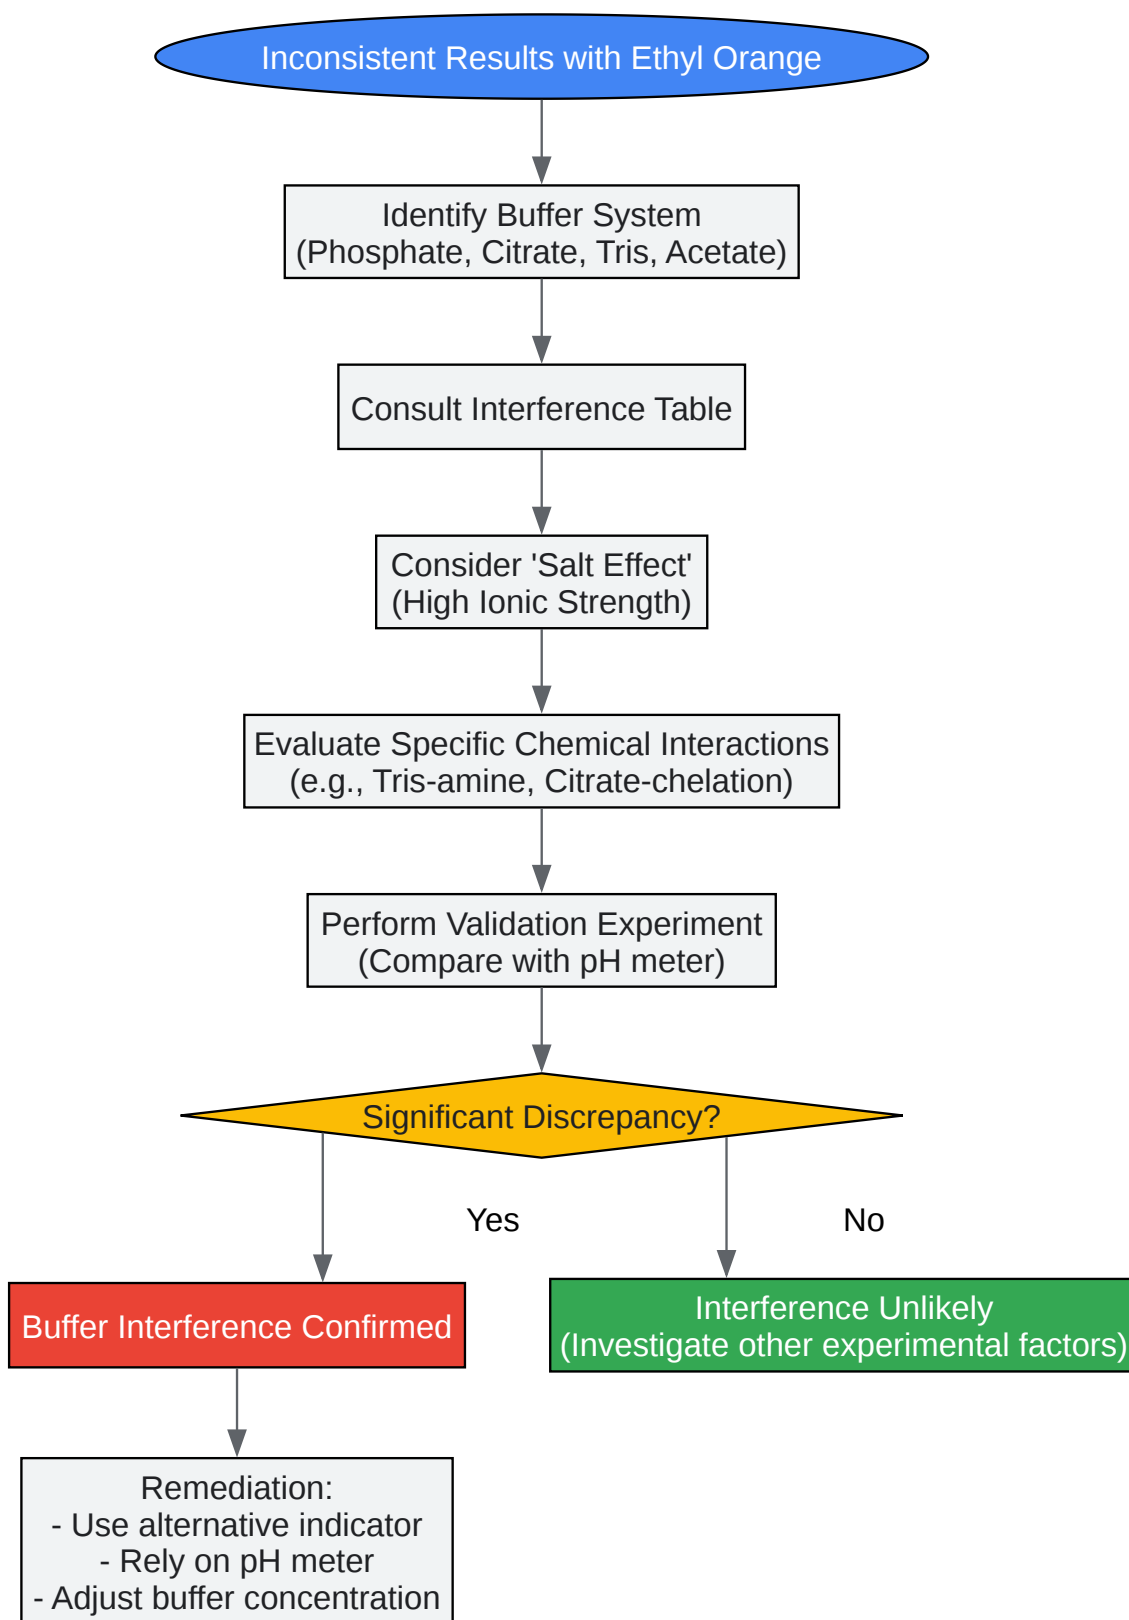 Inconsistent Results with Ethyl Orange
Identify Buffer System
(Phosphate, Citrate, Tris, Acetate)
Consult Interference Table
Consider 'Salt Effect'
(High Ionic Strength)
Evaluate Specific Chemical Interactions
(e.g., Tris-amine, Citrate-chelation)
Perform Validation Experiment
(Compare with pH meter)
Significant Discrepancy?
Yes
No
Buffer Interference Confirmed
Interference Unlikely
(Investigate other experimental factors)
Remediation:
- Use alternative indicator
- Rely on pH meter
- Adjust buffer concentration